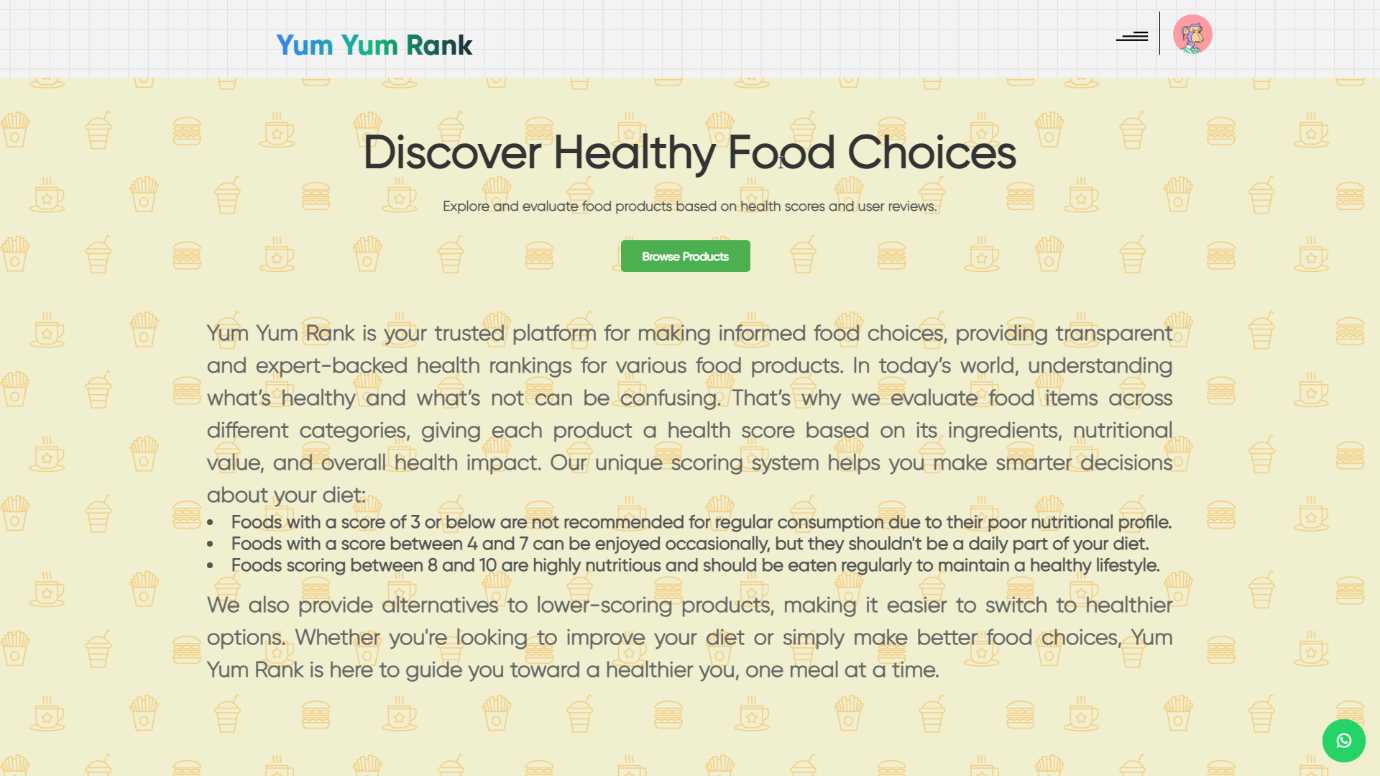 Yum Yum Rank
Discover Healthy Food Choices
Explore and evaluate food products based on health scores and user reviews.
Browse Products
Yum Yum Rank is your trusted platform for making informed food choices, providing transparent
and expert-backed health rankings for various food products. In today’s world, understanding
what’s healthy and what’s not can be confusing. That’s why we evaluate food items across
different categories, giving each product a health score based on its ingredients, nutritional
value, and overall health impact. Our unique scoring system helps you make smarter decisions
about your diet:
• Foods with a score of 3 or below are not recommended for regular consumption due to their poor nutritional profile.
• Foods with a score between 4 and 7 can be enjoyed occasionally, but they shouldn't be a daily part of your diet.
• Foods scoring between 8 and 10 are highly nutritious and should be eaten regularly to maintain a healthy lifestyle.
We also provide alternatives to lower-scoring products, making it easier to switch to healthier
options. Whether you're looking to improve your diet or simply make better food choices, Yum
Yum Rank is here to guide you toward a healthier you, one meal at a time.